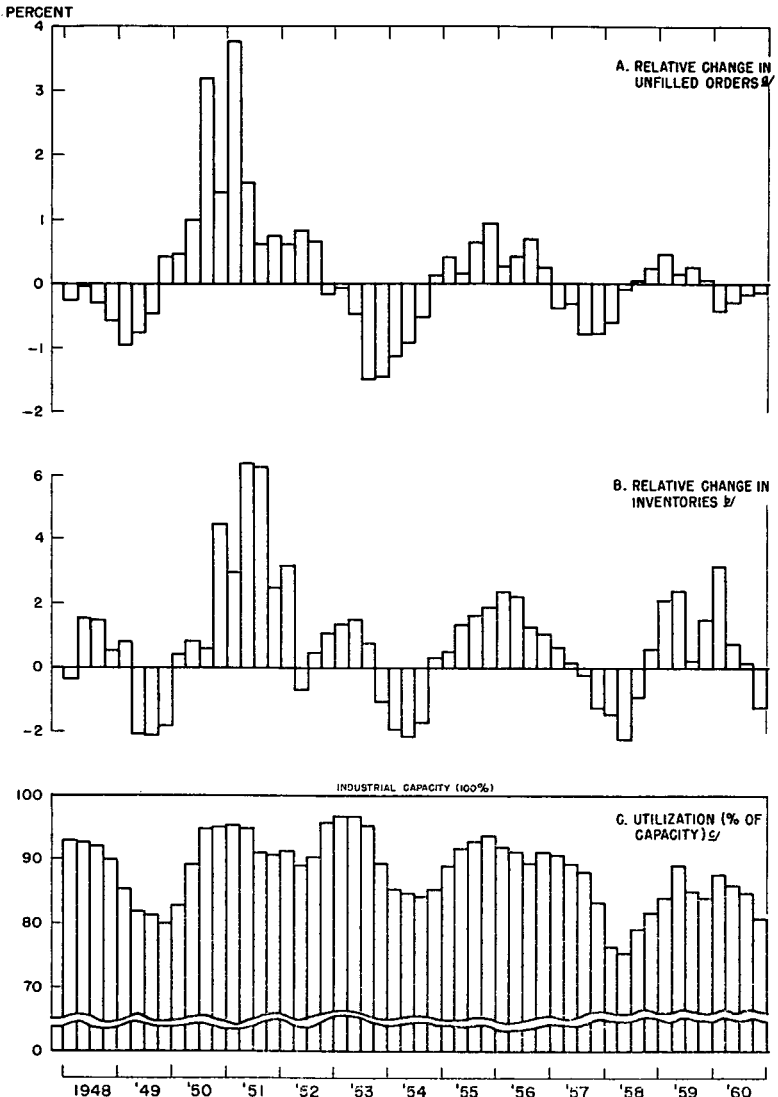 PERCENT
4
3
2
1
0
-1
-2
A. RELATIVE CHANGE IN
UNFILLED ORDERS a/
6
4
2
0
-2
B. RELATIVE CHANGE IN
INVENTORIES b/
INDUSTRIAL CAPACITY (100%)
100
90
80
70
0
C. UTILIZATION (% OF
CAPACITY) c/
1948 '49 '50 '51 '52 '53 '54 '55 '56 '57 '58 '59 '60